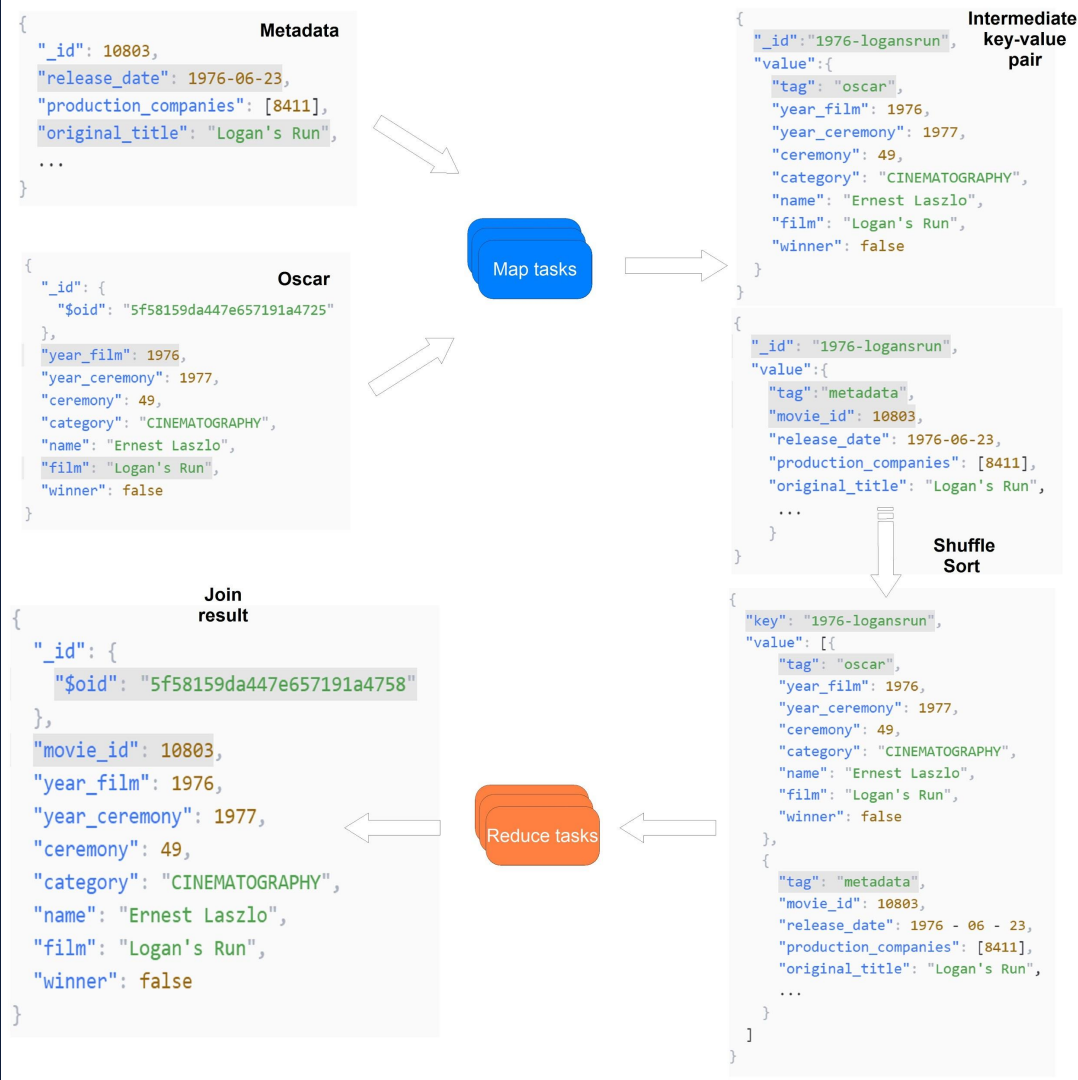 Metadata
{
"_id": 10803,
"release_date": 1976-06-23,
"production_companies": [8411],
"original_title": "Logan's Run",
...
}
Oscar
{
"_id": {
"$oid": "5f58159da447e657191a4725"
},
"year_film": 1976,
"year_ceremony": 1977,
"ceremony": 49,
"category": "CINEMATOGRAPHY",
"name": "Ernest Laszlo",
"film": "Logan's Run",
"winner": false
}
Map tasks
Intermediate
key-value
pair
{
"_id":"1976-logansrun",
"value":{
"tag": "oscar",
"year_film": 1976,
"year_ceremony": 1977,
"ceremony": 49,
"category": "CINEMATOGRAPHY",
"name": "Ernest Laszlo",
"film": "Logan's Run",
"winner": false
}
}
{
"_id": "1976-logansrun",
"value":{
"tag":"metadata",
"movie_id": 10803,
"release_date": 1976-06-23,
"production_companies": [8411],
"original_title": "Logan's Run",
...
}
}
Shuffle
Sort
{
"key": "1976-logansrun",
"value": [{
"tag": "oscar",
"year_film": 1976,
"year_ceremony": 1977,
"ceremony": 49,
"category": "CINEMATOGRAPHY",
"name": "Ernest Laszlo",
"film": "Logan's Run",
"winner": false
},
{
"tag": "metadata",
"movie_id": 10803,
"release_date": 1976 - 06 - 23,
"production_companies": [8411],
"original_title": "Logan's Run",
...
}
]
}
Reduce tasks
Join
result
{
"_id": {
"$oid": "5f58159da447e657191a4758"
},
"movie_id": 10803,
"year_film": 1976,
"year_ceremony": 1977,
"ceremony": 49,
"category": "CINEMATOGRAPHY",
"name": "Ernest Laszlo",
"film": "Logan's Run",
"winner": false
}